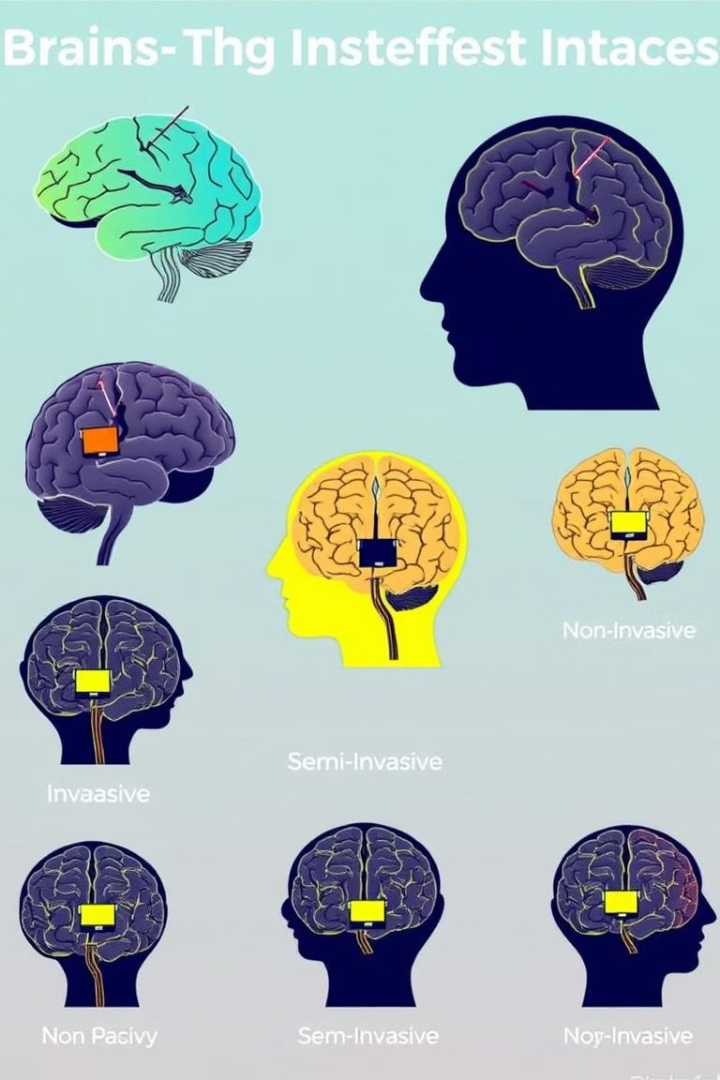 Brains-Thg Insteffest Intaces
Non-Invasive
Semi-Invasive
Invaasive
Non Pacivy
Sem-Invasive
Noy-Invasive